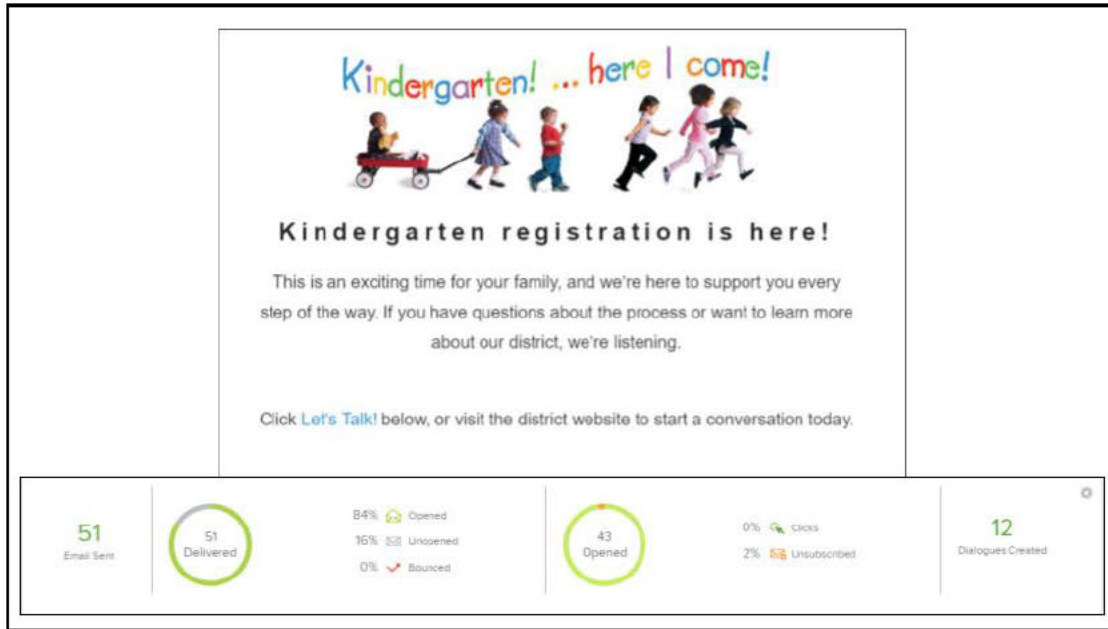 Kindergarten! ... here I come!
Kindergarten registration is here!
This is an exciting time for your family, and we're here to support you every
step of the way. If you have questions about the process or want to learn more
about our district, we're listening.
Click Let's Talk! below, or visit the district website to start a conversation today.
51
Email Sent
51
Delivered
84% Opened
16% Unopened
0% Bounced
43
Opened
0% Clicks
2% Unsubscribed
12
Dialogues Created